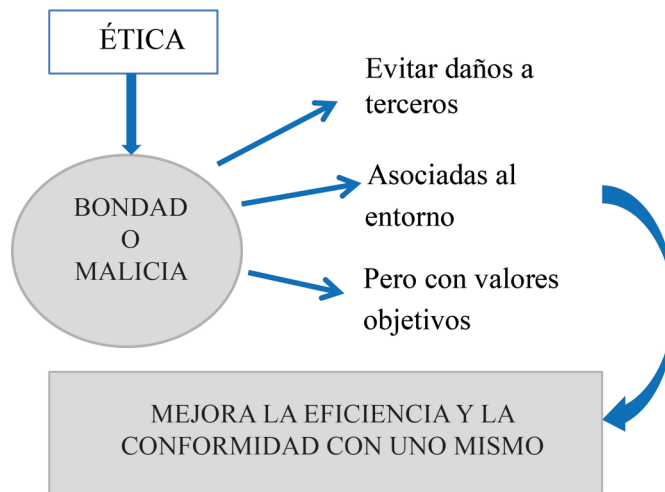 ÉTICA
BONDAD
O
MALICIA
Evitar daños a
terceros
Asociadas al
entorno
Pero con valores
objetivos
MEJORA LA EFICIENCIA Y LA
CONFORMIDAD CON UNO MISMO